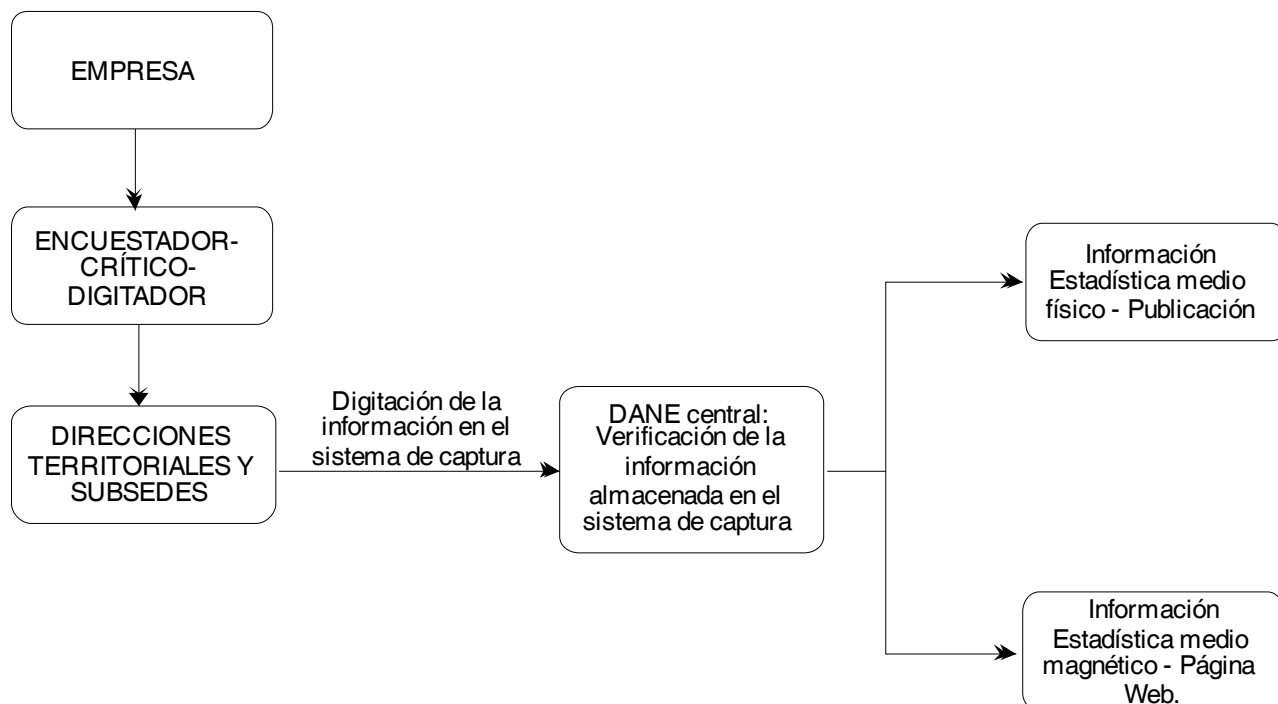 EMPRESA
ENCUESTADOR-
CRÍTICO-
DIGITADOR
DIRECCIONES
TERRITORIALES Y
SUBSEDES
Digitación de la
información en el
sistema de captura
DANE central:
Verificación de la
información
almacenada en el
sistema de captura
Información
Estadística medio
físico - Publicación
Información
Estadística medio
magnético - Página
Web.